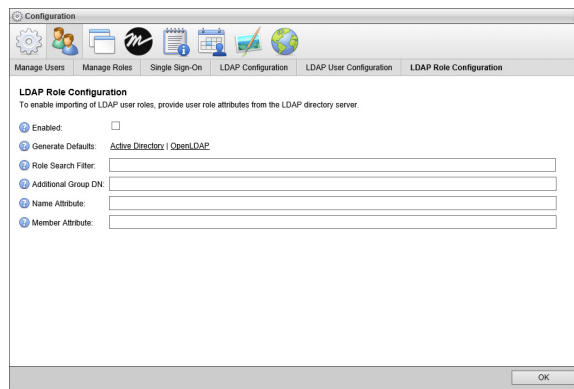 Configuration
Manage Users Manage Roles Single Sign-On LDAP Configuration LDAP User Configuration LDAP Role Configuration
LDAP Role Configuration
To enable importing of LDAP user roles, provide user role attributes from the LDAP directory server.
Enabled:
Generate Defaults: Active Directory | OpenLDAP
Role Search Filter:
Additional Group DN:
Name Attribute:
Member Attribute:
OK